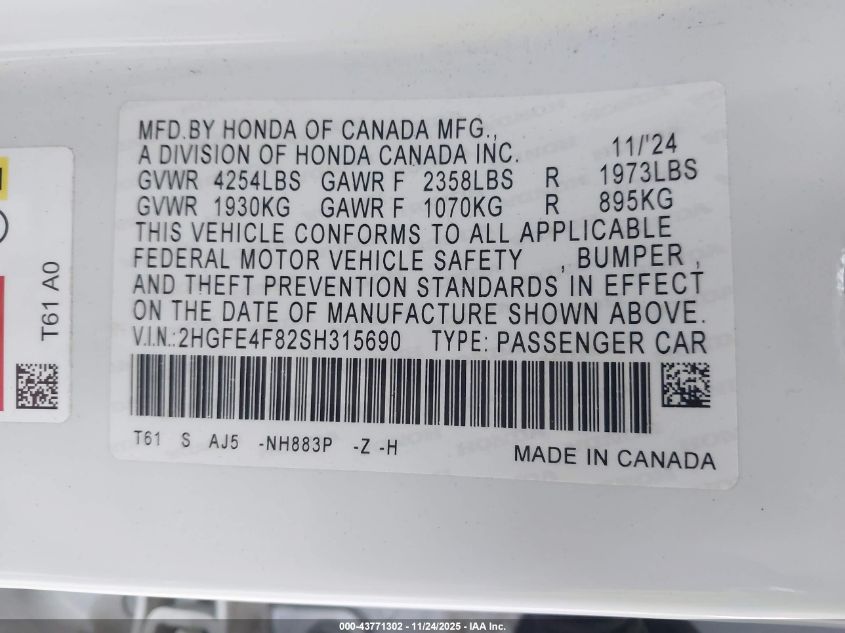 MFD.BY HONDA OF CANADA MFG.,
A DIVISION OF HONDA CANADA INC. 11/'24
GVWR 4254LBS GAWR F 2358LBS R 1973LBS
GVWR 1930KG GAWR F 1070KG R 895KG
THIS VEHICLE CONFORMS TO ALL APPLICABLE
FEDERAL MOTOR VEHICLE SAFETY , BUMPER ,
AND THEFT PREVENTION STANDARDS IN EFFECT
ON THE DATE OF MANUFACTURE SHOWN ABOVE.
V.I.N.:2HGFE4F82SH315690 TYPE: PASSENGER CAR
T61 S AJ5 -NH883P -Z -H
MADE IN CANADA
T61 A0
000-43771302 - 11/24/2025 - IAA Inc.